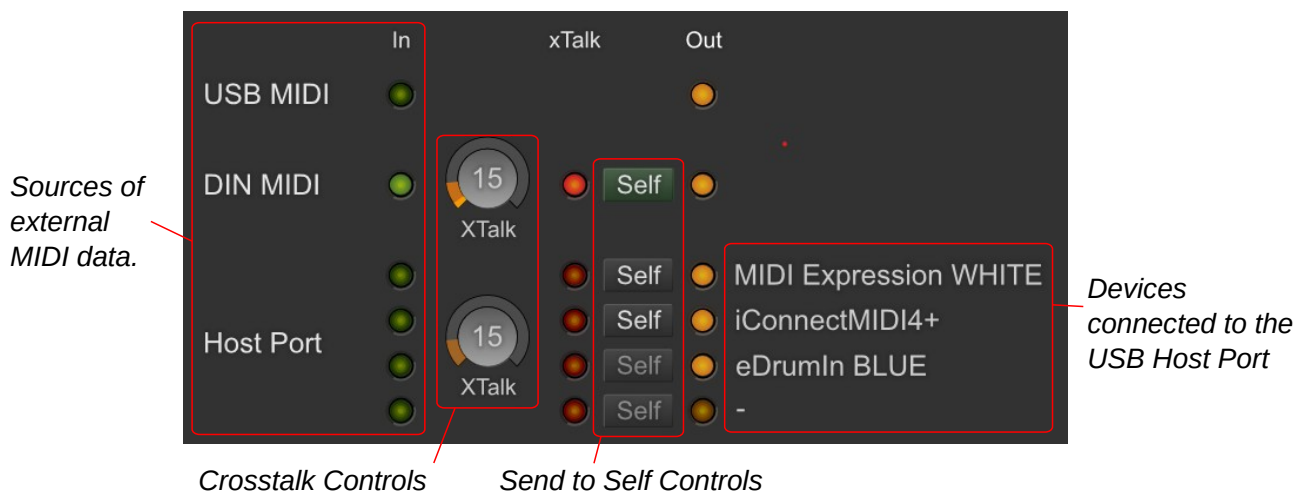 In xTalk Out
USB MIDI
Sources of
external
MIDI data.
DIN MIDI 15 Self
XTalk
Self MIDI Expression WHITE
Self iConnectMIDI4+
Host Port 15
Self eDrumIn BLUE
XTalk
Self -
Devices
connected to the
USB Host Port
Crosstalk Controls Send to Self Controls